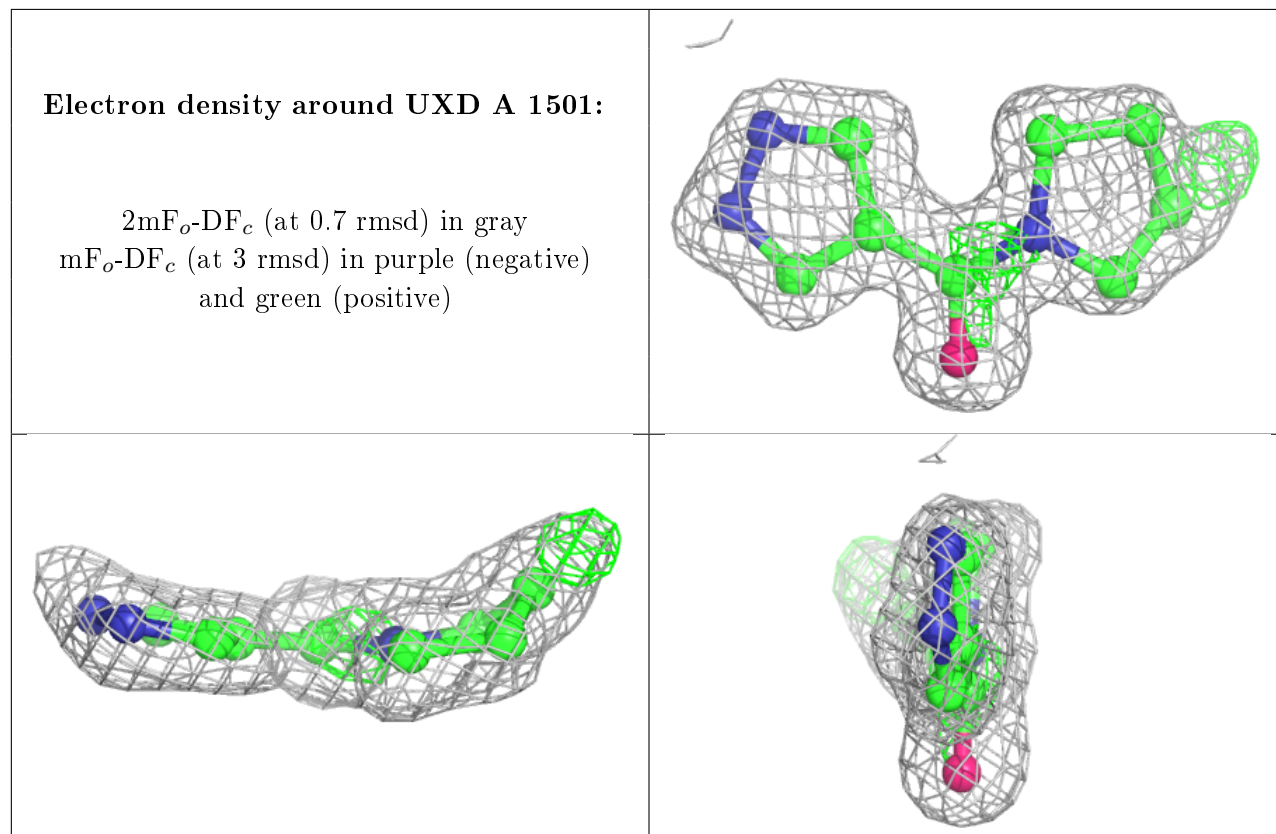 Electron density around UXD A 1501:
2mFₒ-DF𝒸 (at 0.7 rmsd) in gray
mFₒ-DF𝒸 (at 3 rmsd) in purple (negative)
and green (positive)